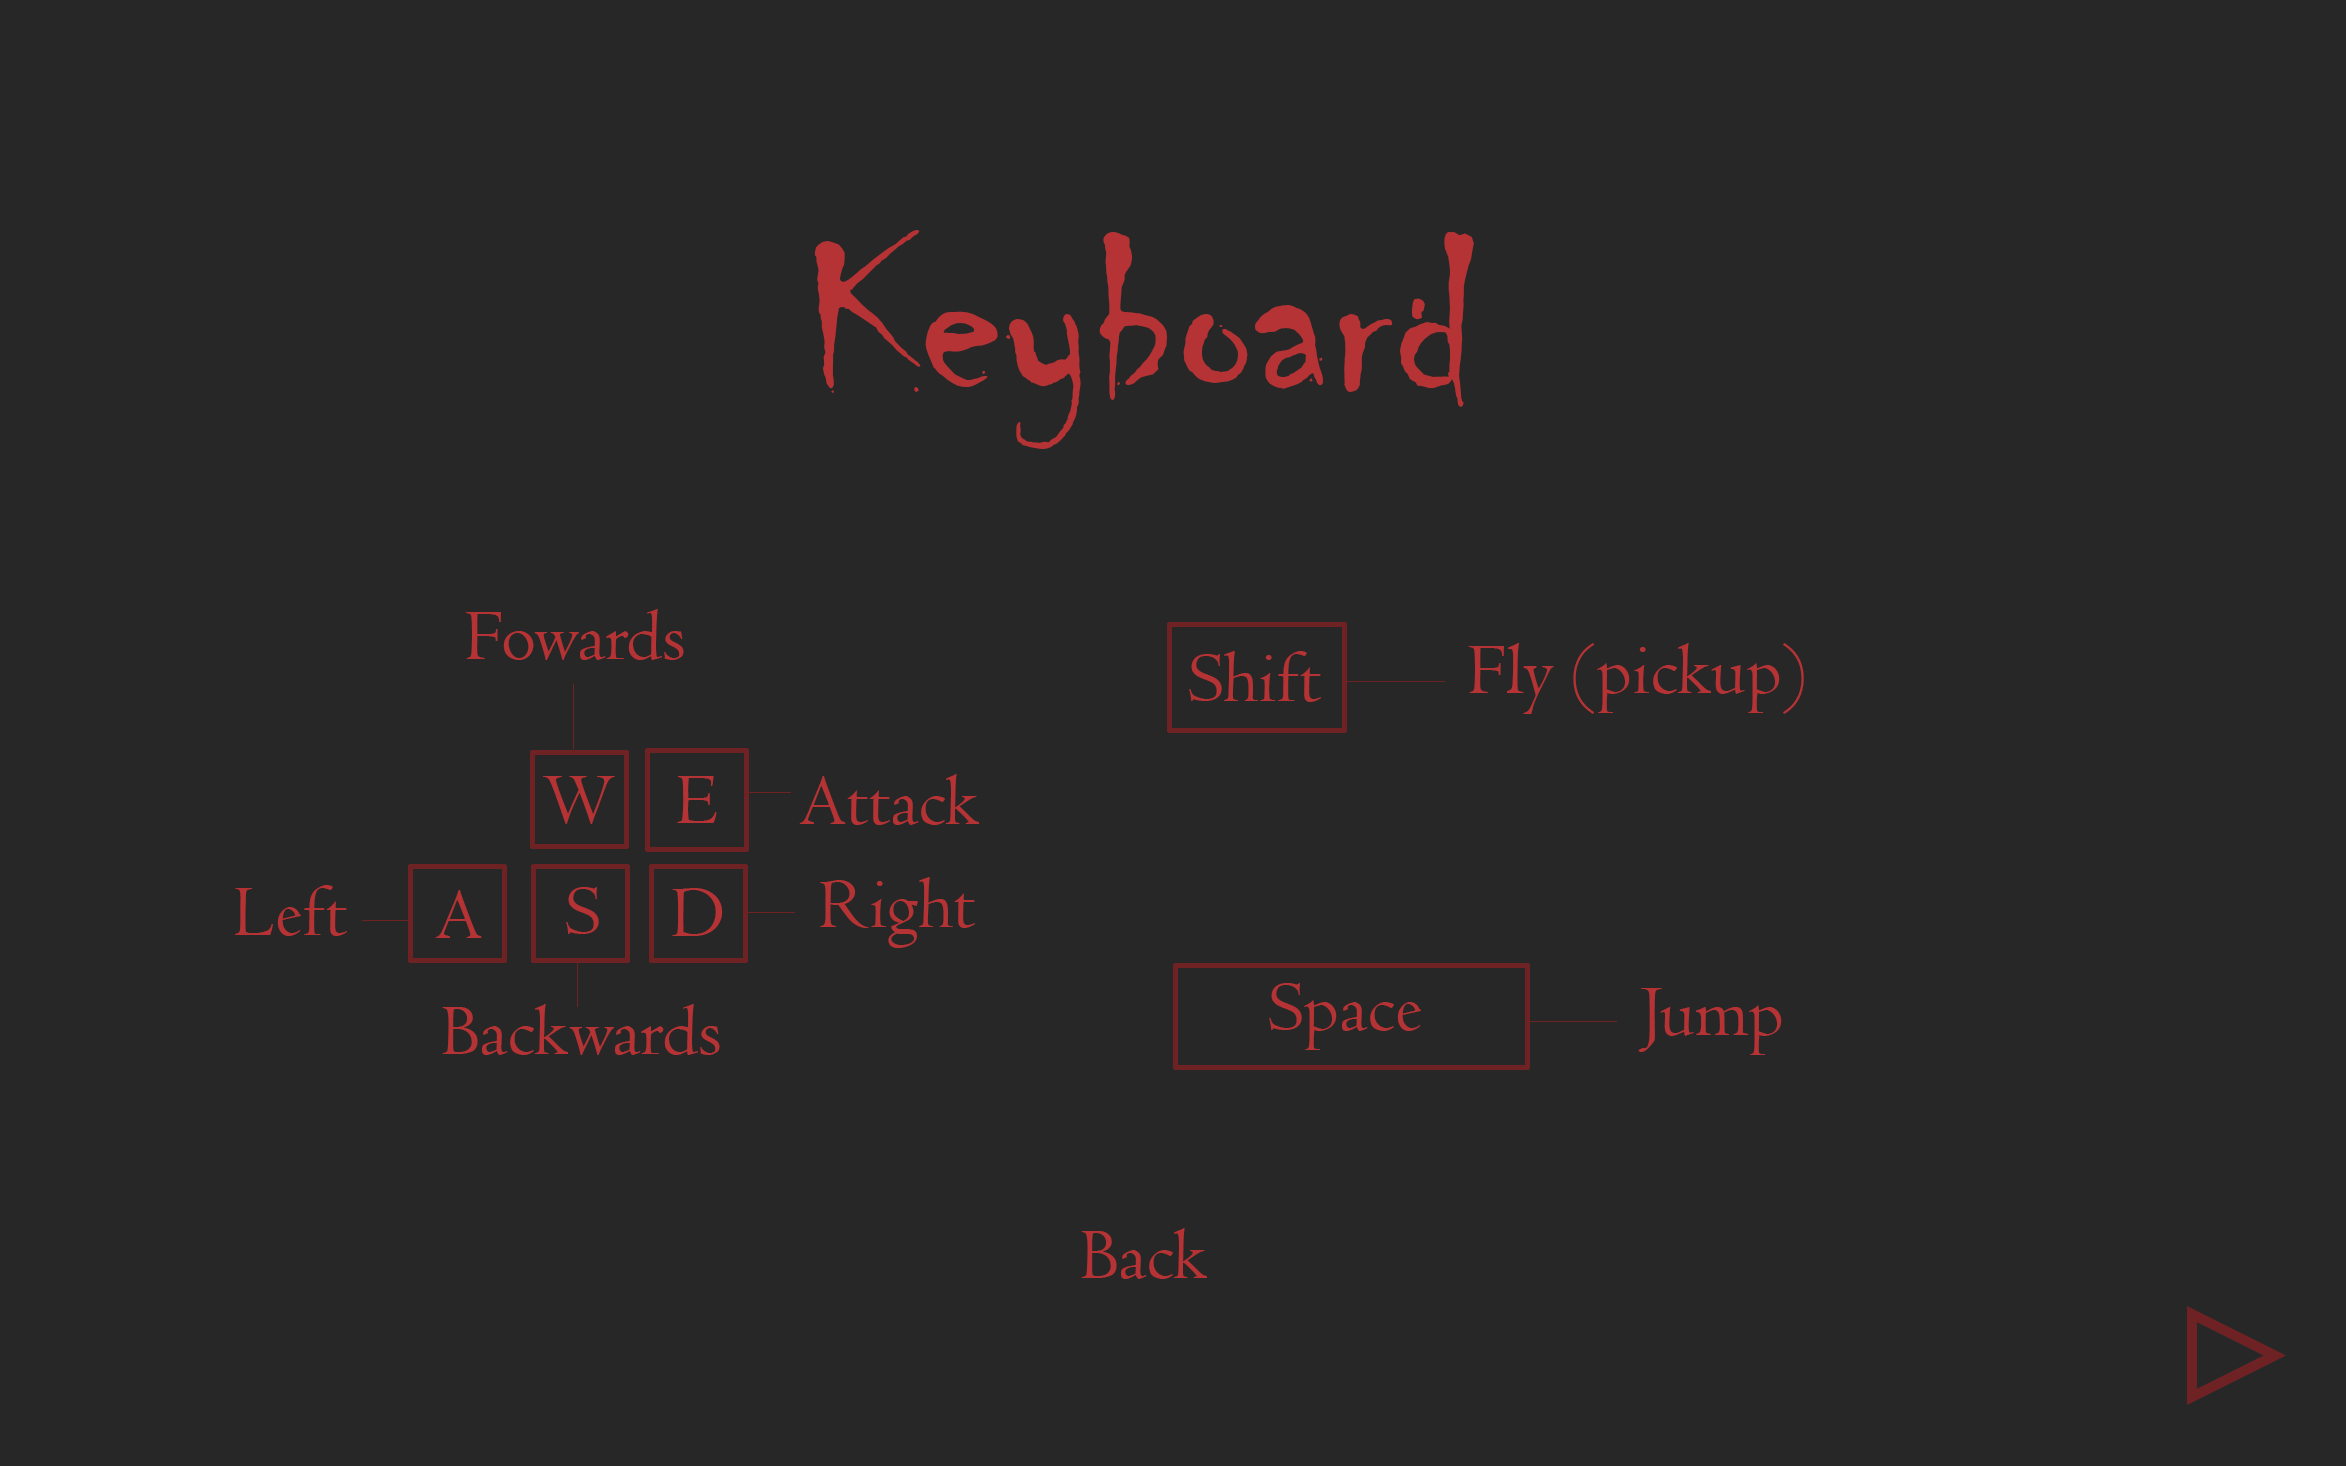 Keyboard
Fowards
W
E
Attack
Left
A
S
D
Right
Backwards
Shift
Fly (pickup)
Space
Jump
Back